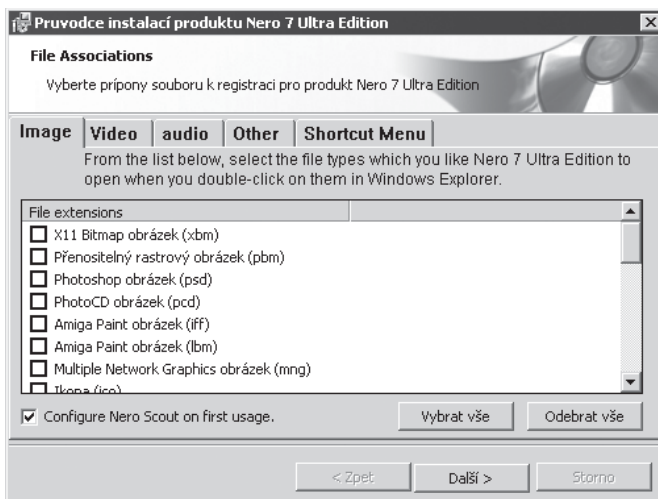 Pruvodce instalací produktu Nero 7 Ultra Edition
File Associations
Vyberte prípony souboru k registraci pro produkt Nero 7 Ultra Edition
Image Video audio Other Shortcut Menu
From the list below, select the file types which you like Nero 7 Ultra Edition to
open when you double-click on them in Windows Explorer.
File extensions
X11 Bitmap obrázek (xbm)
Přenositelný rastrový obrázek (pbm)
Photoshop obrázek (psd)
PhotoCD obrázek (pcd)
Amiga Paint obrázek (iff)
Amiga Paint obrázek (lbm)
Multiple Network Graphics obrázek (mng)
Ikona (ico)
Configure Nero Scout on first usage.
Vybrat vše Odebrat vše
< Zpet Další > Storno